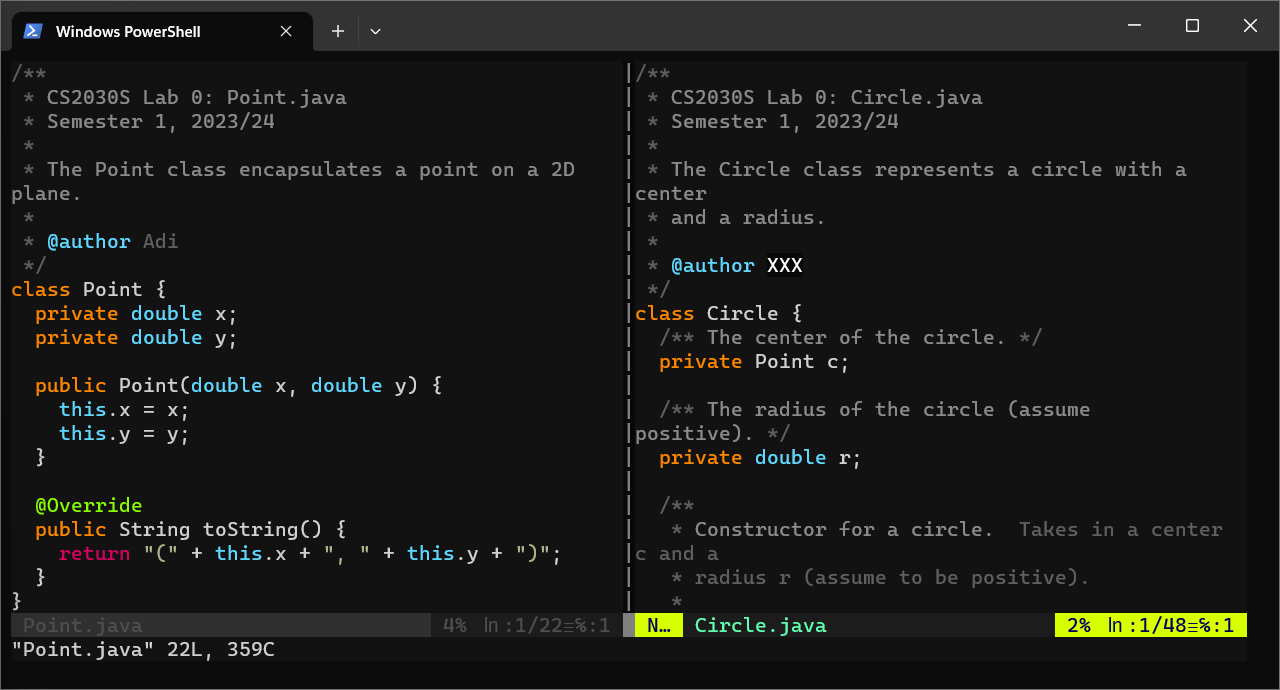 Windows PowerShell
/**
 * CS2030S Lab 0: Point.java
 * Semester 1, 2023/24
 *
 * The Point class encapsulates a point on a 2D
plane.
 *
 * @author Adi
 */
class Point {
  private double x;
  private double y;

  public Point(double x, double y) {
    this.x = x;
    this.y = y;
  }

  @Override
  public String toString() {
    return "(" + this.x + ", " + this.y + ")";
  }
}
Point.java 4% ln:1/22≡%:1
/**
 * CS2030S Lab 0: Circle.java
 * Semester 1, 2023/24
 *
 * The Circle class represents a circle with a
center
 * and a radius.
 *
 * @author XXX
 */
class Circle {
  /** The center of the circle. */
  private Point c;

  /** The radius of the circle (assume
positive). */
  private double r;

  /**
   * Constructor for a circle.  Takes in a center
c and a
   * radius r (assume to be positive).
   *
N… Circle.java 2% ln:1/48≡%:1
"Point.java" 22L, 359C